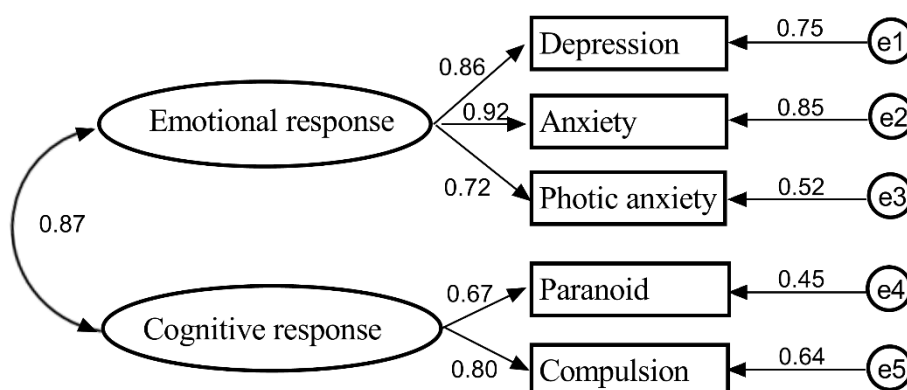 Depression
0.75
e1
0.86
Emotional response
0.92
Anxiety
0.85
e2
0.72
Photic anxiety
0.52
e3
0.87
Cognitive response
0.67
Paranoid
0.45
e4
0.80
Compulsion
0.64
e5